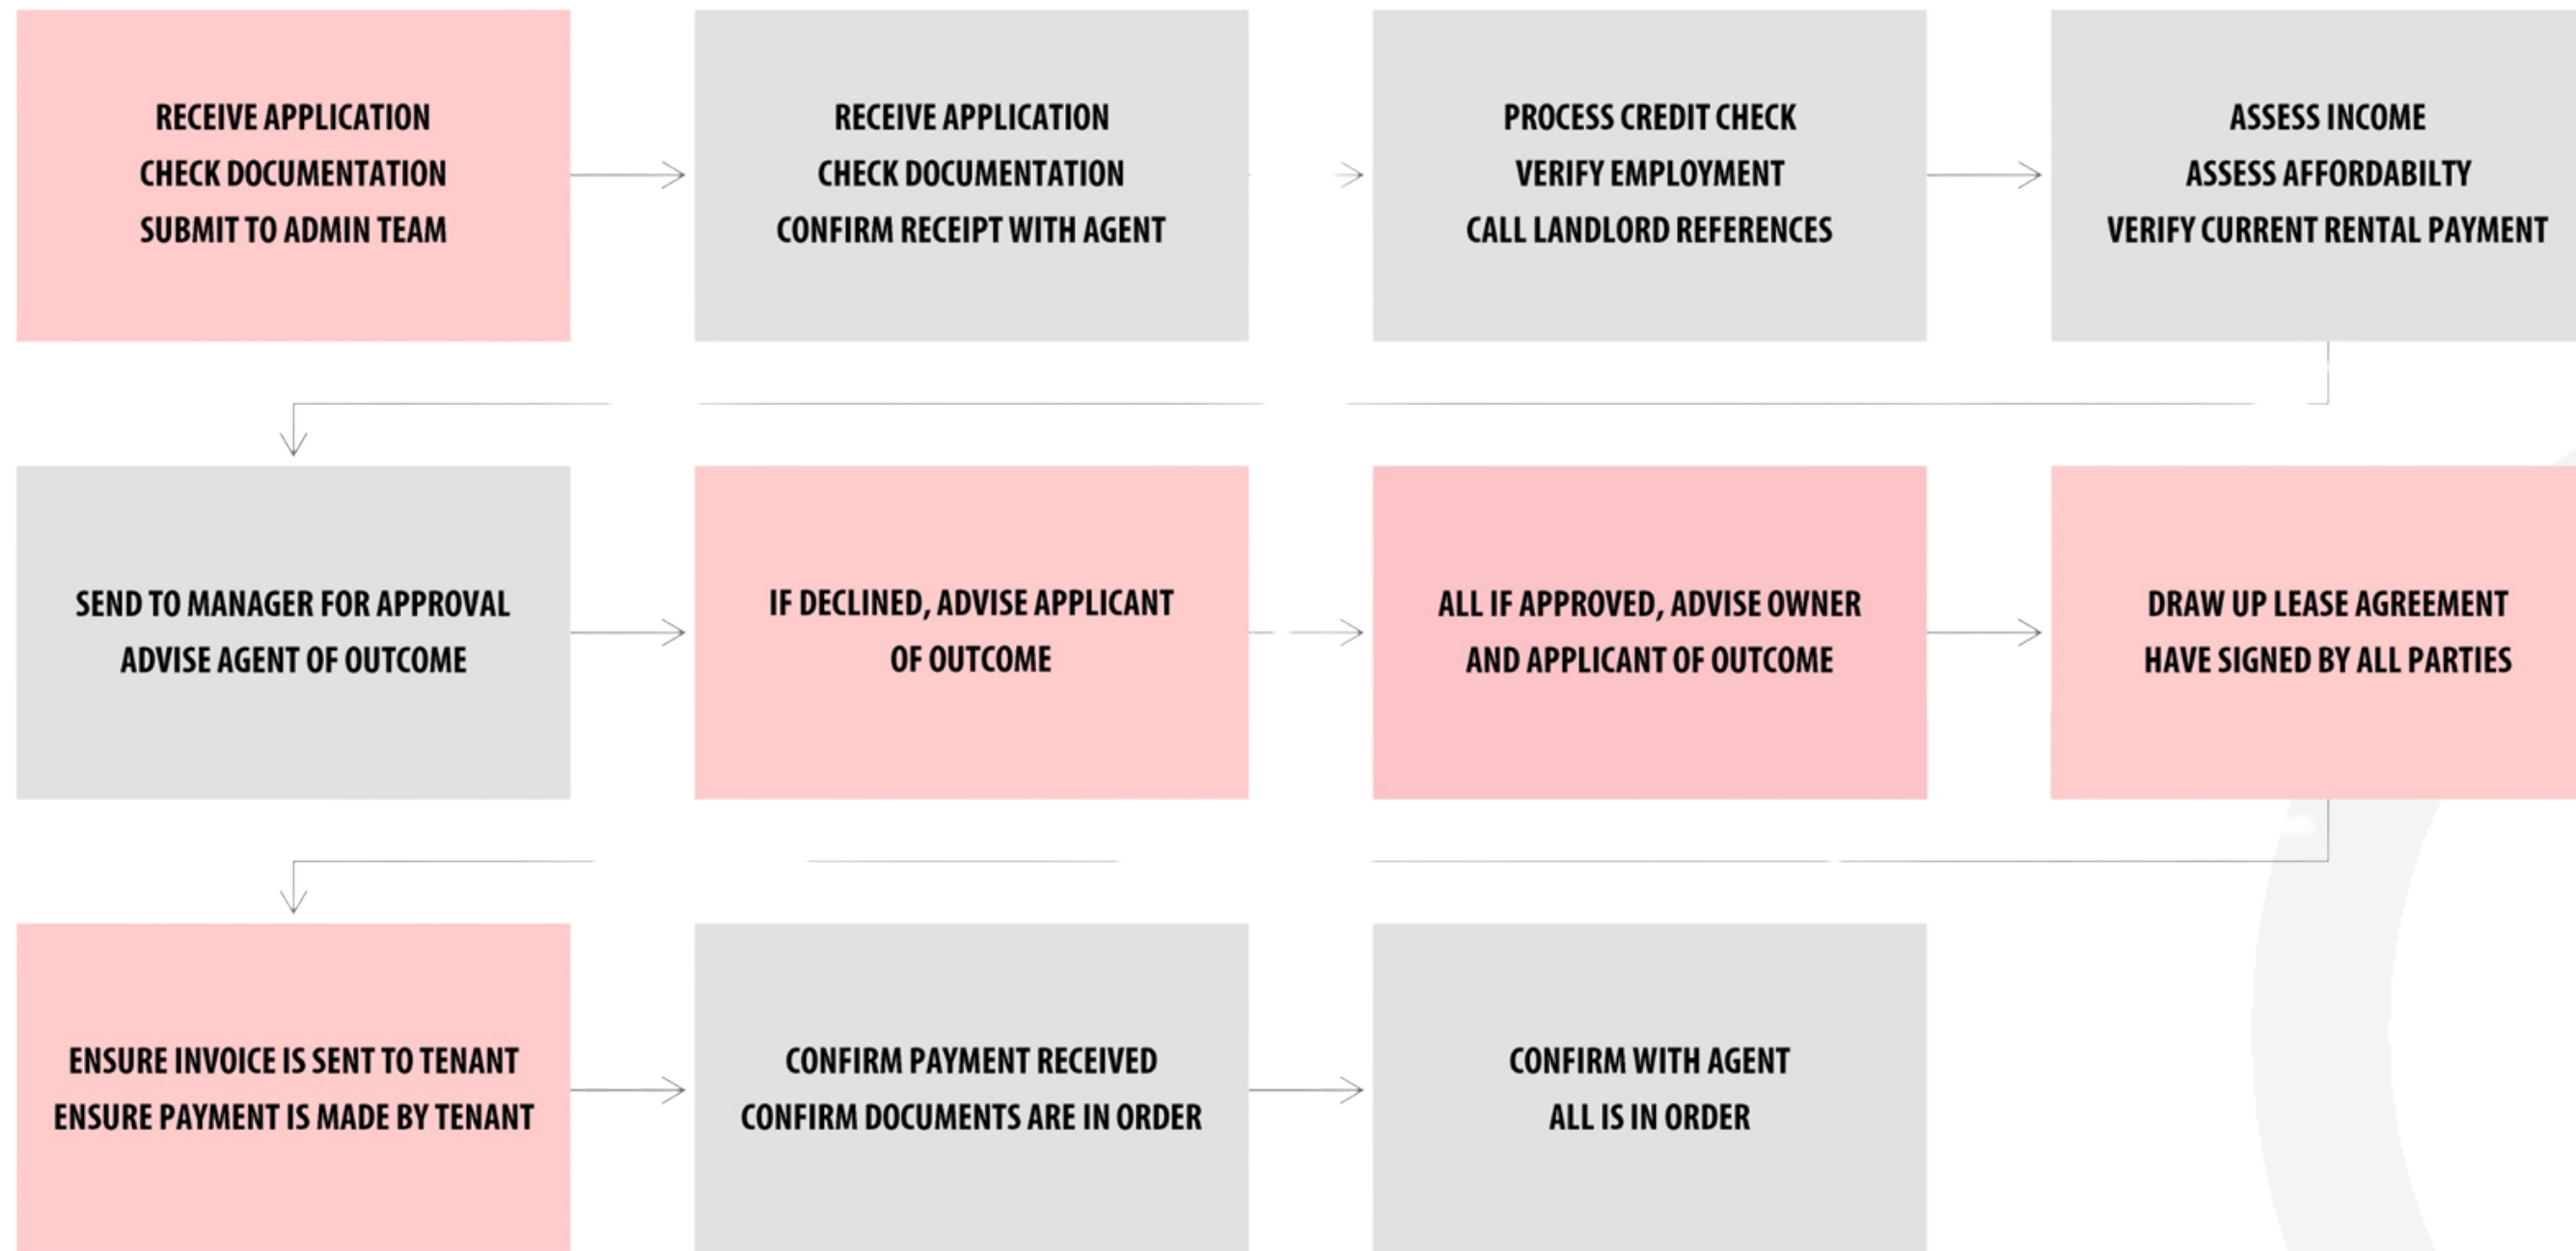 RECEIVE APPLICATION
CHECK DOCUMENTATION
SUBMIT TO ADMIN TEAM
RECEIVE APPLICATION
CHECK DOCUMENTATION
CONFIRM RECEIPT WITH AGENT
PROCESS CREDIT CHECK
VERIFY EMPLOYMENT
CALL LANDLORD REFERENCES
ASSESS INCOME
ASSESS AFFORDABILTY
VERIFY CURRENT RENTAL PAYMENT
SEND TO MANAGER FOR APPROVAL
ADVISE AGENT OF OUTCOME
IF DECLINED, ADVISE APPLICANT
OF OUTCOME
ALL IF APPROVED, ADVISE OWNER
AND APPLICANT OF OUTCOME
DRAW UP LEASE AGREEMENT
HAVE SIGNED BY ALL PARTIES
ENSURE INVOICE IS SENT TO TENANT
ENSURE PAYMENT IS MADE BY TENANT
CONFIRM PAYMENT RECEIVED
CONFIRM DOCUMENTS ARE IN ORDER
CONFIRM WITH AGENT
ALL IS IN ORDER